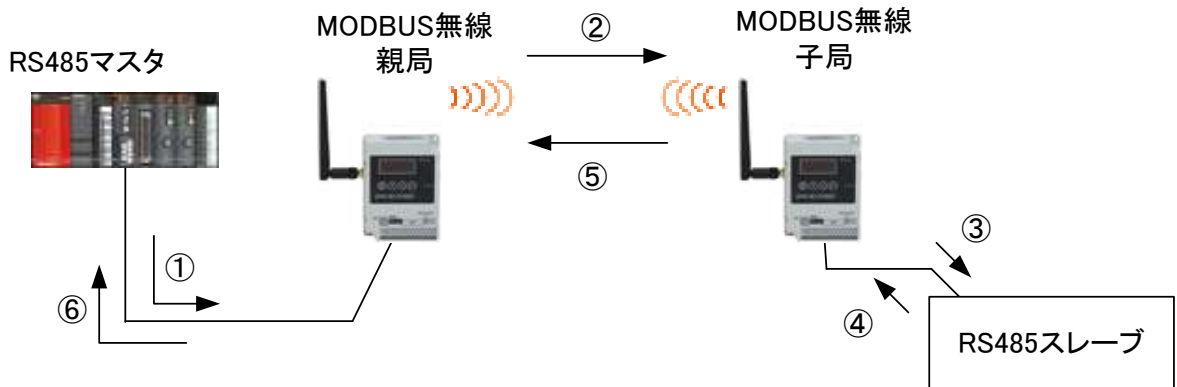 RS485マスタ
MODBUS無線
親局
②
MODBUS無線
子局
⑤
①
⑥
③
④
RS485スレーブ